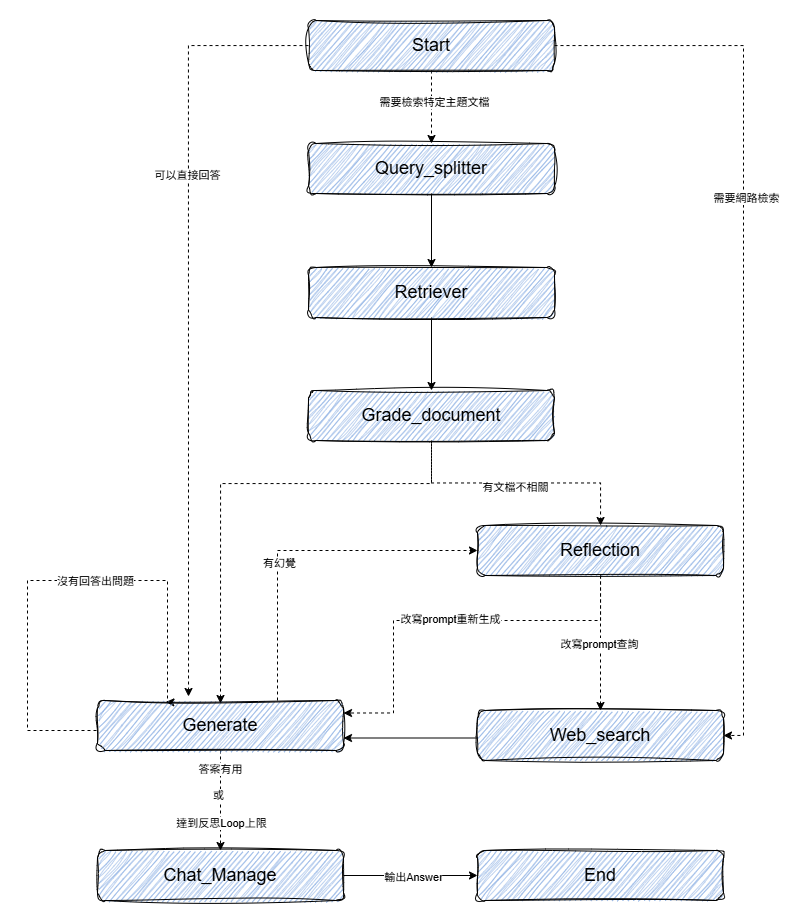 Start
需要檢索特定主題文檔
可以直接回答
Query_splitter
需要網路檢索
Retriever
Grade_document
有文檔不相關
Reflection
有幻覺
沒有回答出問題
改寫prompt重新生成
改寫prompt查詢
Generate
Web_search
答案有用
或
達到反思Loop上限
Chat_Manage
輸出Answer
End